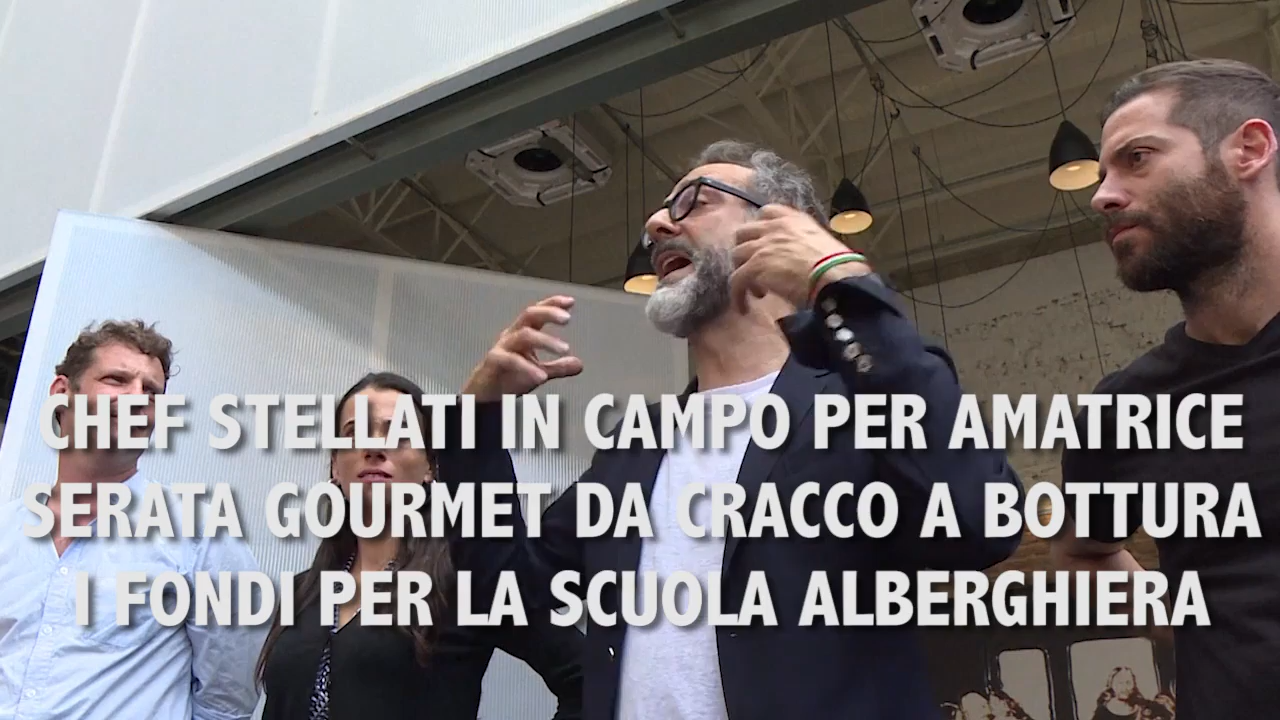 CHEF STELLATI IN CAMPO PER AMATRICE
SERATA GOURMET DA CRACCO A BOTTURA
I FONDI PER LA SCUOLA ALBERGHIERA